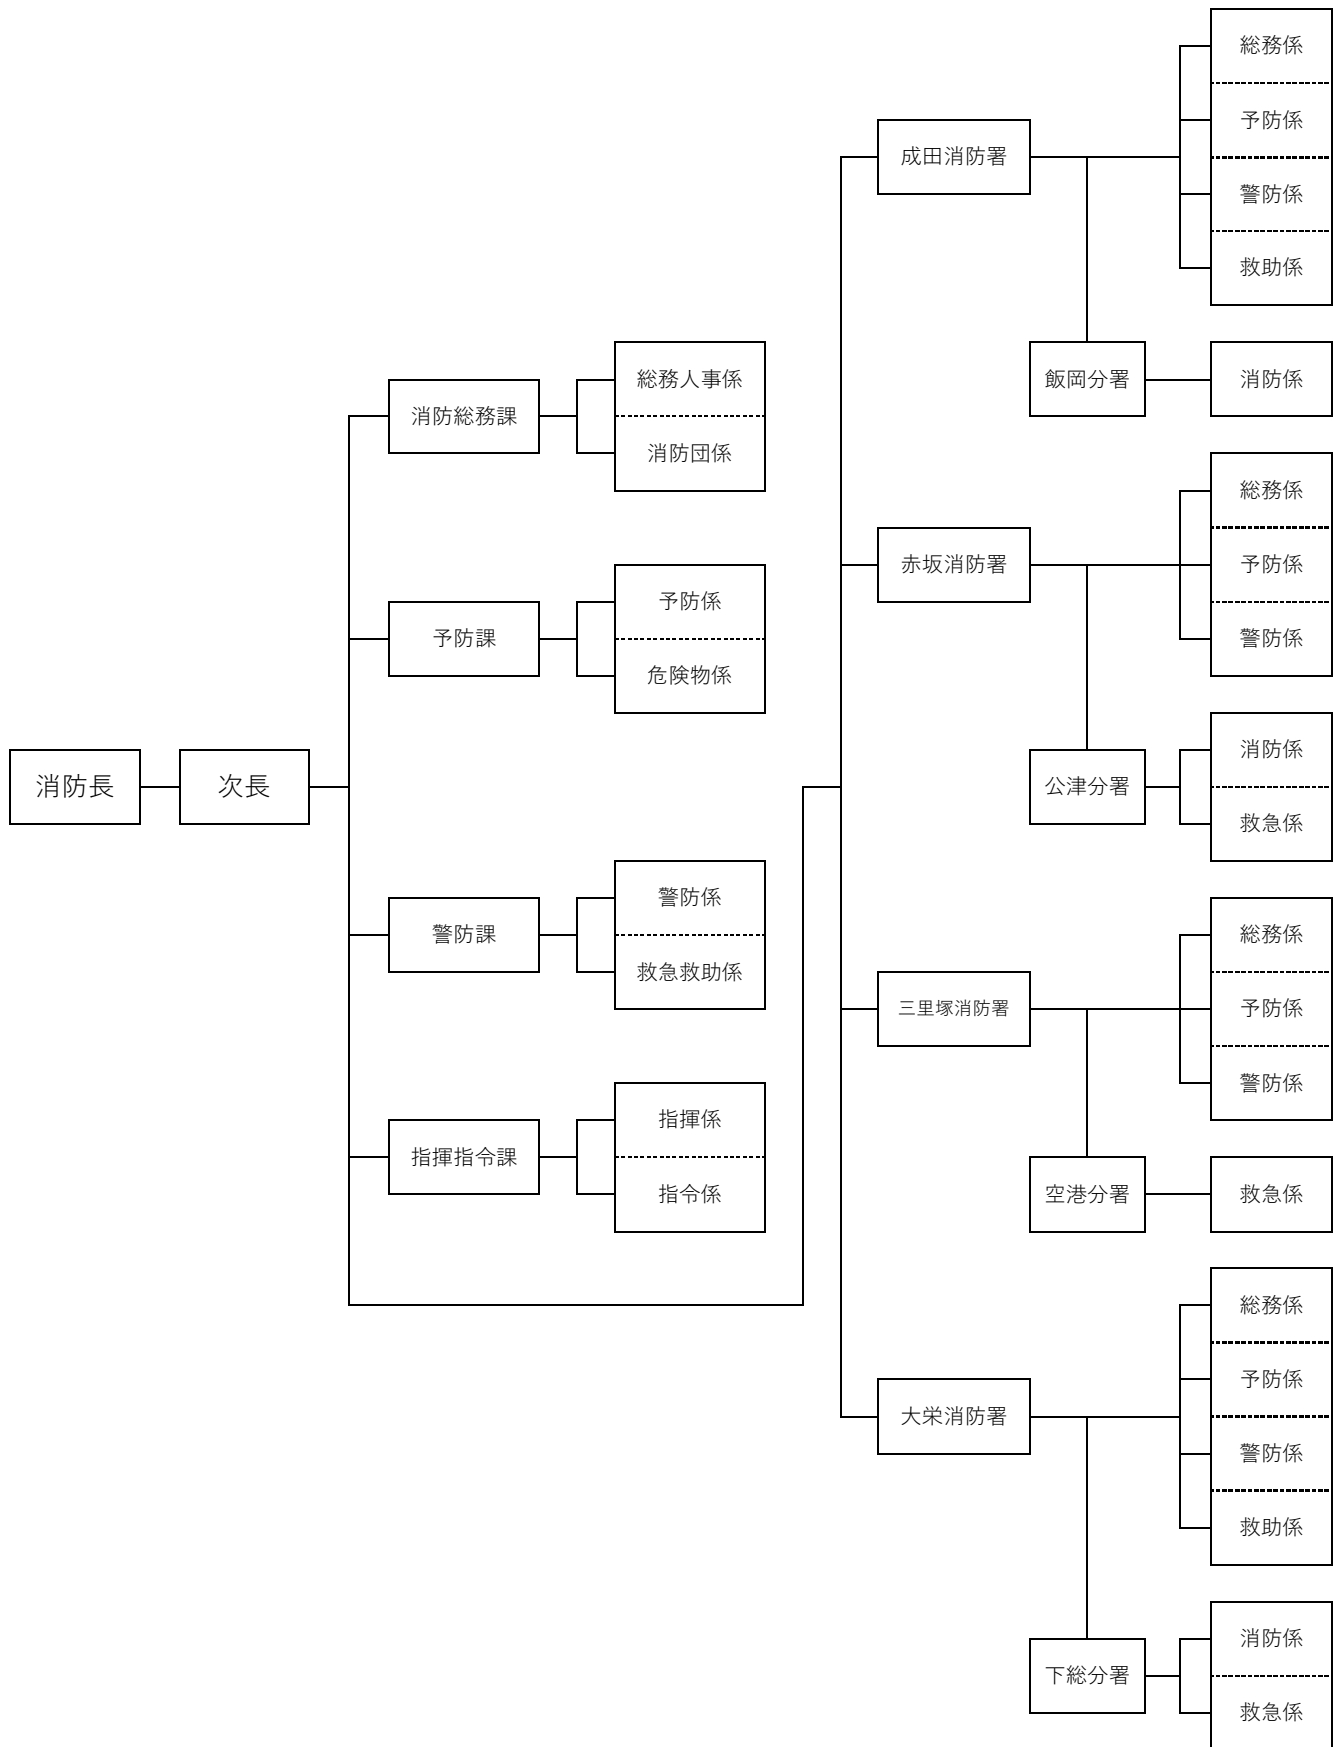 消防長
次長
消防総務課
総務人事係
消防団係
予防課
予防係
危険物係
警防課
警防係
救急救助係
指揮指令課
指揮係
指令係
成田消防署
総務係
予防係
警防係
救助係
飯岡分署
消防係
赤坂消防署
総務係
予防係
警防係
公津分署
消防係
救急係
三里塚消防署
総務係
予防係
警防係
空港分署
救急係
大栄消防署
総務係
予防係
警防係
救助係
下総分署
消防係
救急係